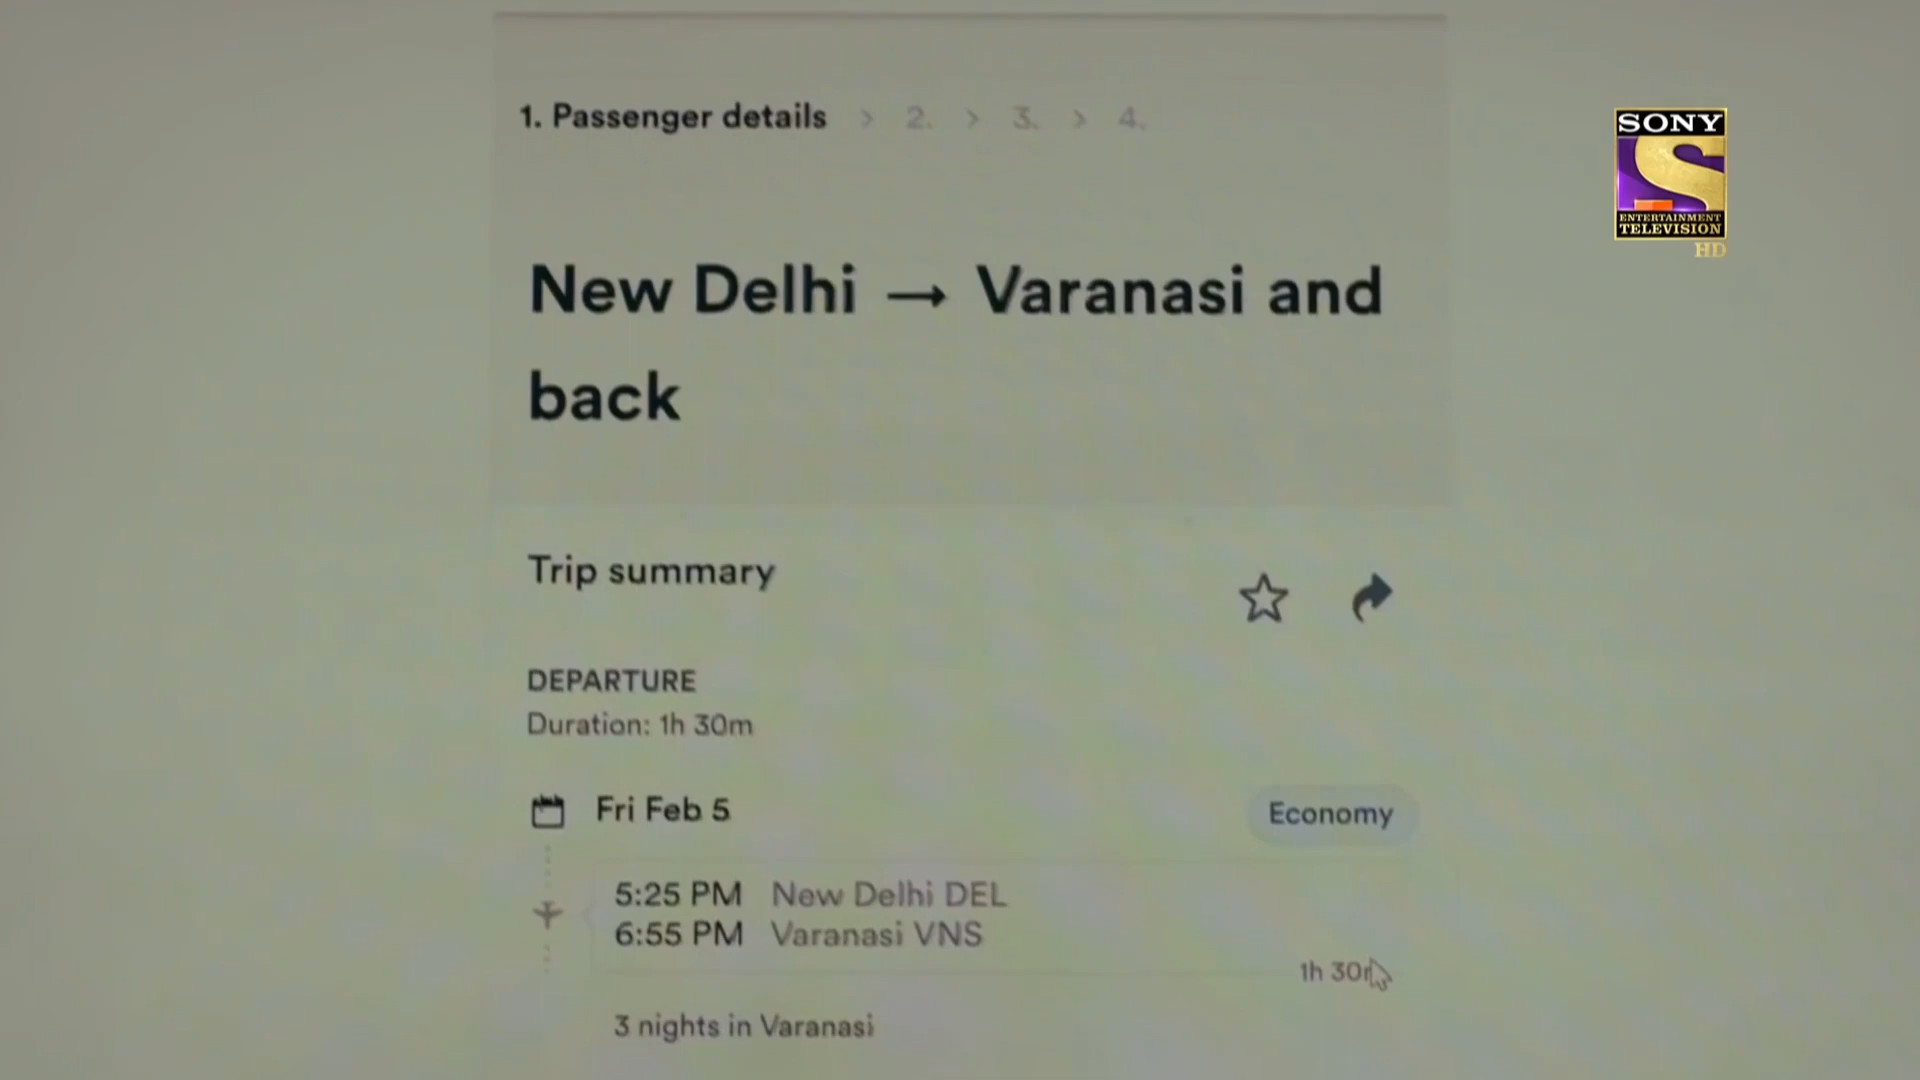 1. Passenger details > 2. > 3. > 4.
SONY
ENTERTAINMENT
TELEVISION
HD
New Delhi → Varanasi and
back
Trip summary
DEPARTURE
Duration: 1h 30m
Fri Feb 5
Economy
5:25 PM New Delhi DEL
6:55 PM Varanasi VNS
1h 30
3 nights in Varanasi